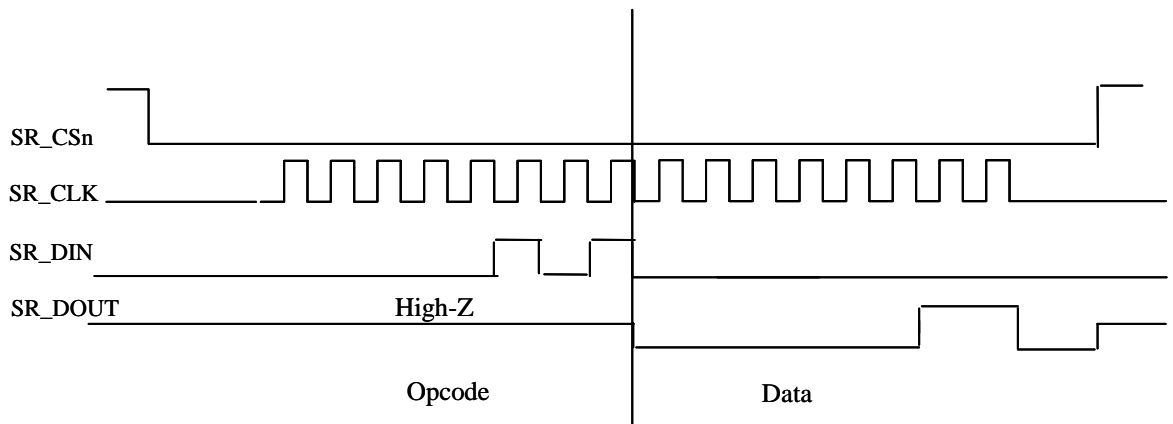 SR_CSn
SR_CLK
SR_DIN
SR_DOUT
High-Z
Opcode
Data